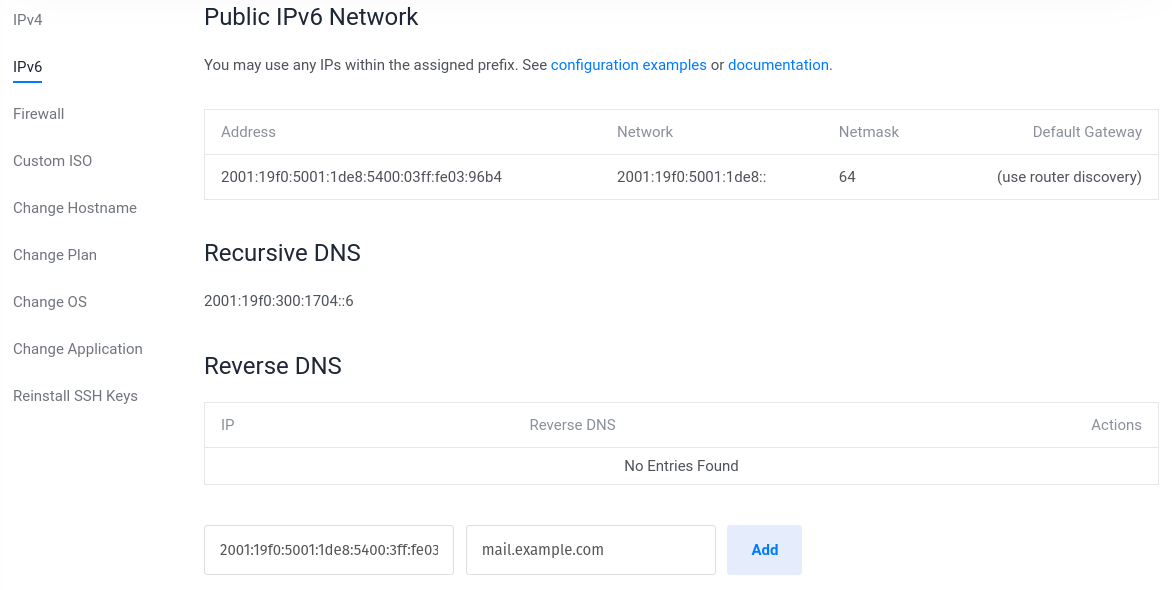 IPv4
IPv6
Firewall
Custom ISO
Change Hostname
Change Plan
Change OS
Change Application
Reinstall SSH Keys
Public IPv6 Network
You may use any IPs within the assigned prefix. See configuration examples or documentation.
Address Network Netmask Default Gateway
2001:19f0:5001:1de8:5400:03ff:fe03:96b4 2001:19f0:5001:1de8:: 64 (use router discovery)
Recursive DNS
2001:19f0:300:1704::6
Reverse DNS
IP Reverse DNS Actions
No Entries Found
2001:19f0:5001:1de8:5400:3ff:fe03 mail.example.com Add